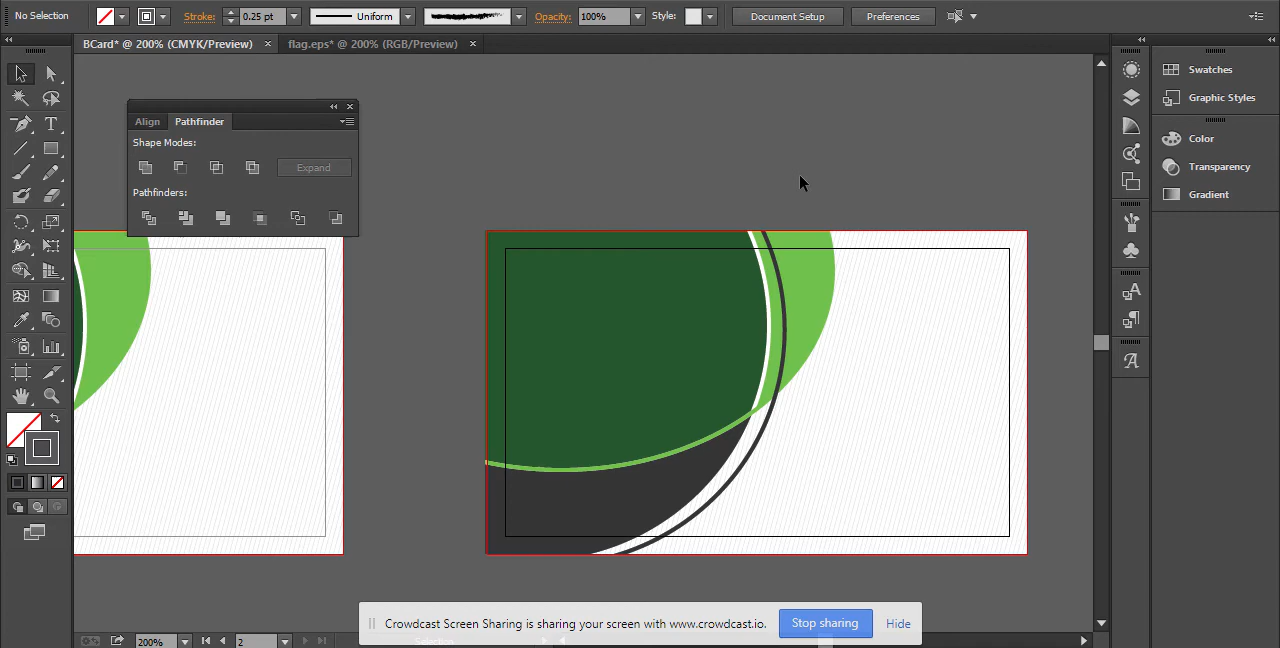 No Selection
Stroke:
0.25 pt
Uniform
Opacity:
100%
Style:
Document Setup
Preferences
BCard* @ 200% (CMYK/Preview)
flag.eps* @ 200% (RGB/Preview)
Align
Pathfinder
Shape Modes:
Expand
Pathfinders:
Swatches
Graphic Styles
Color
Transparency
Gradient
Crowdcast Screen Sharing is sharing your screen with www.crowdcast.io.
Stop sharing
Hide
200%
2
Selection